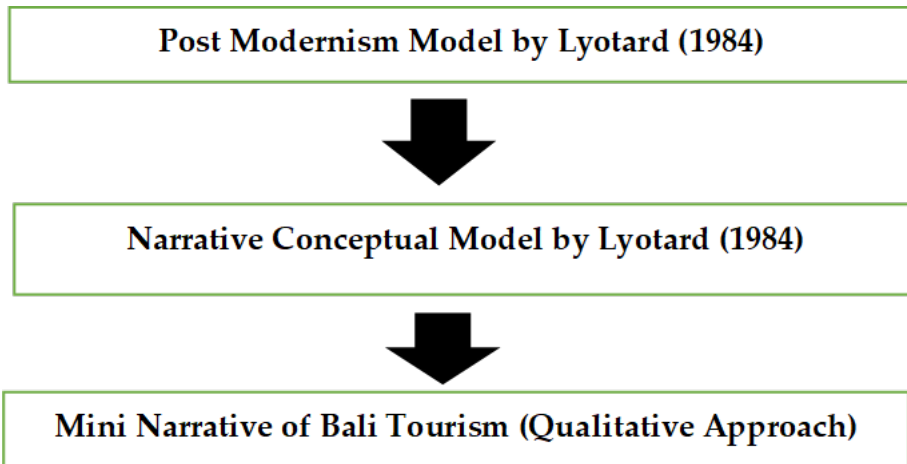 Post Modernism Model by Lyotard (1984)
Narrative Conceptual Model by Lyotard (1984)
Mini Narrative of Bali Tourism (Qualitative Approach)